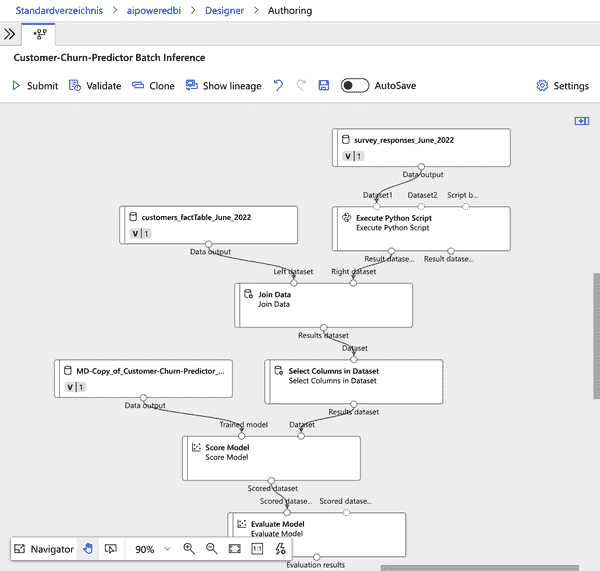 Standardverzeichnis > aipoweredbi > Designer > Authoring
Customer-Churn-Predictor Batch Inference
Submit Validate Clone Show lineage AutoSave Settings
survey_responses_June_2022
V 1
Data output
Dataset1 Dataset2 Script b...
customers_factTable_June_2022
V 1
Data output
Execute Python Script
Execute Python Script
Result datase... Result datase...
Left dataset Right dataset
Join Data
Join Data
Results dataset
Dataset
MD-Copy_of_Customer-Churn-Predictor_...
V 1
Data output
Select Columns in Dataset
Select Columns in Dataset
Results dataset
Trained model Dataset
Score Model
Score Model
Scored dataset
Scored datase... Scored datase...
Evaluate Model
Evaluate Model
Evaluation results
Navigator 90% 1:1